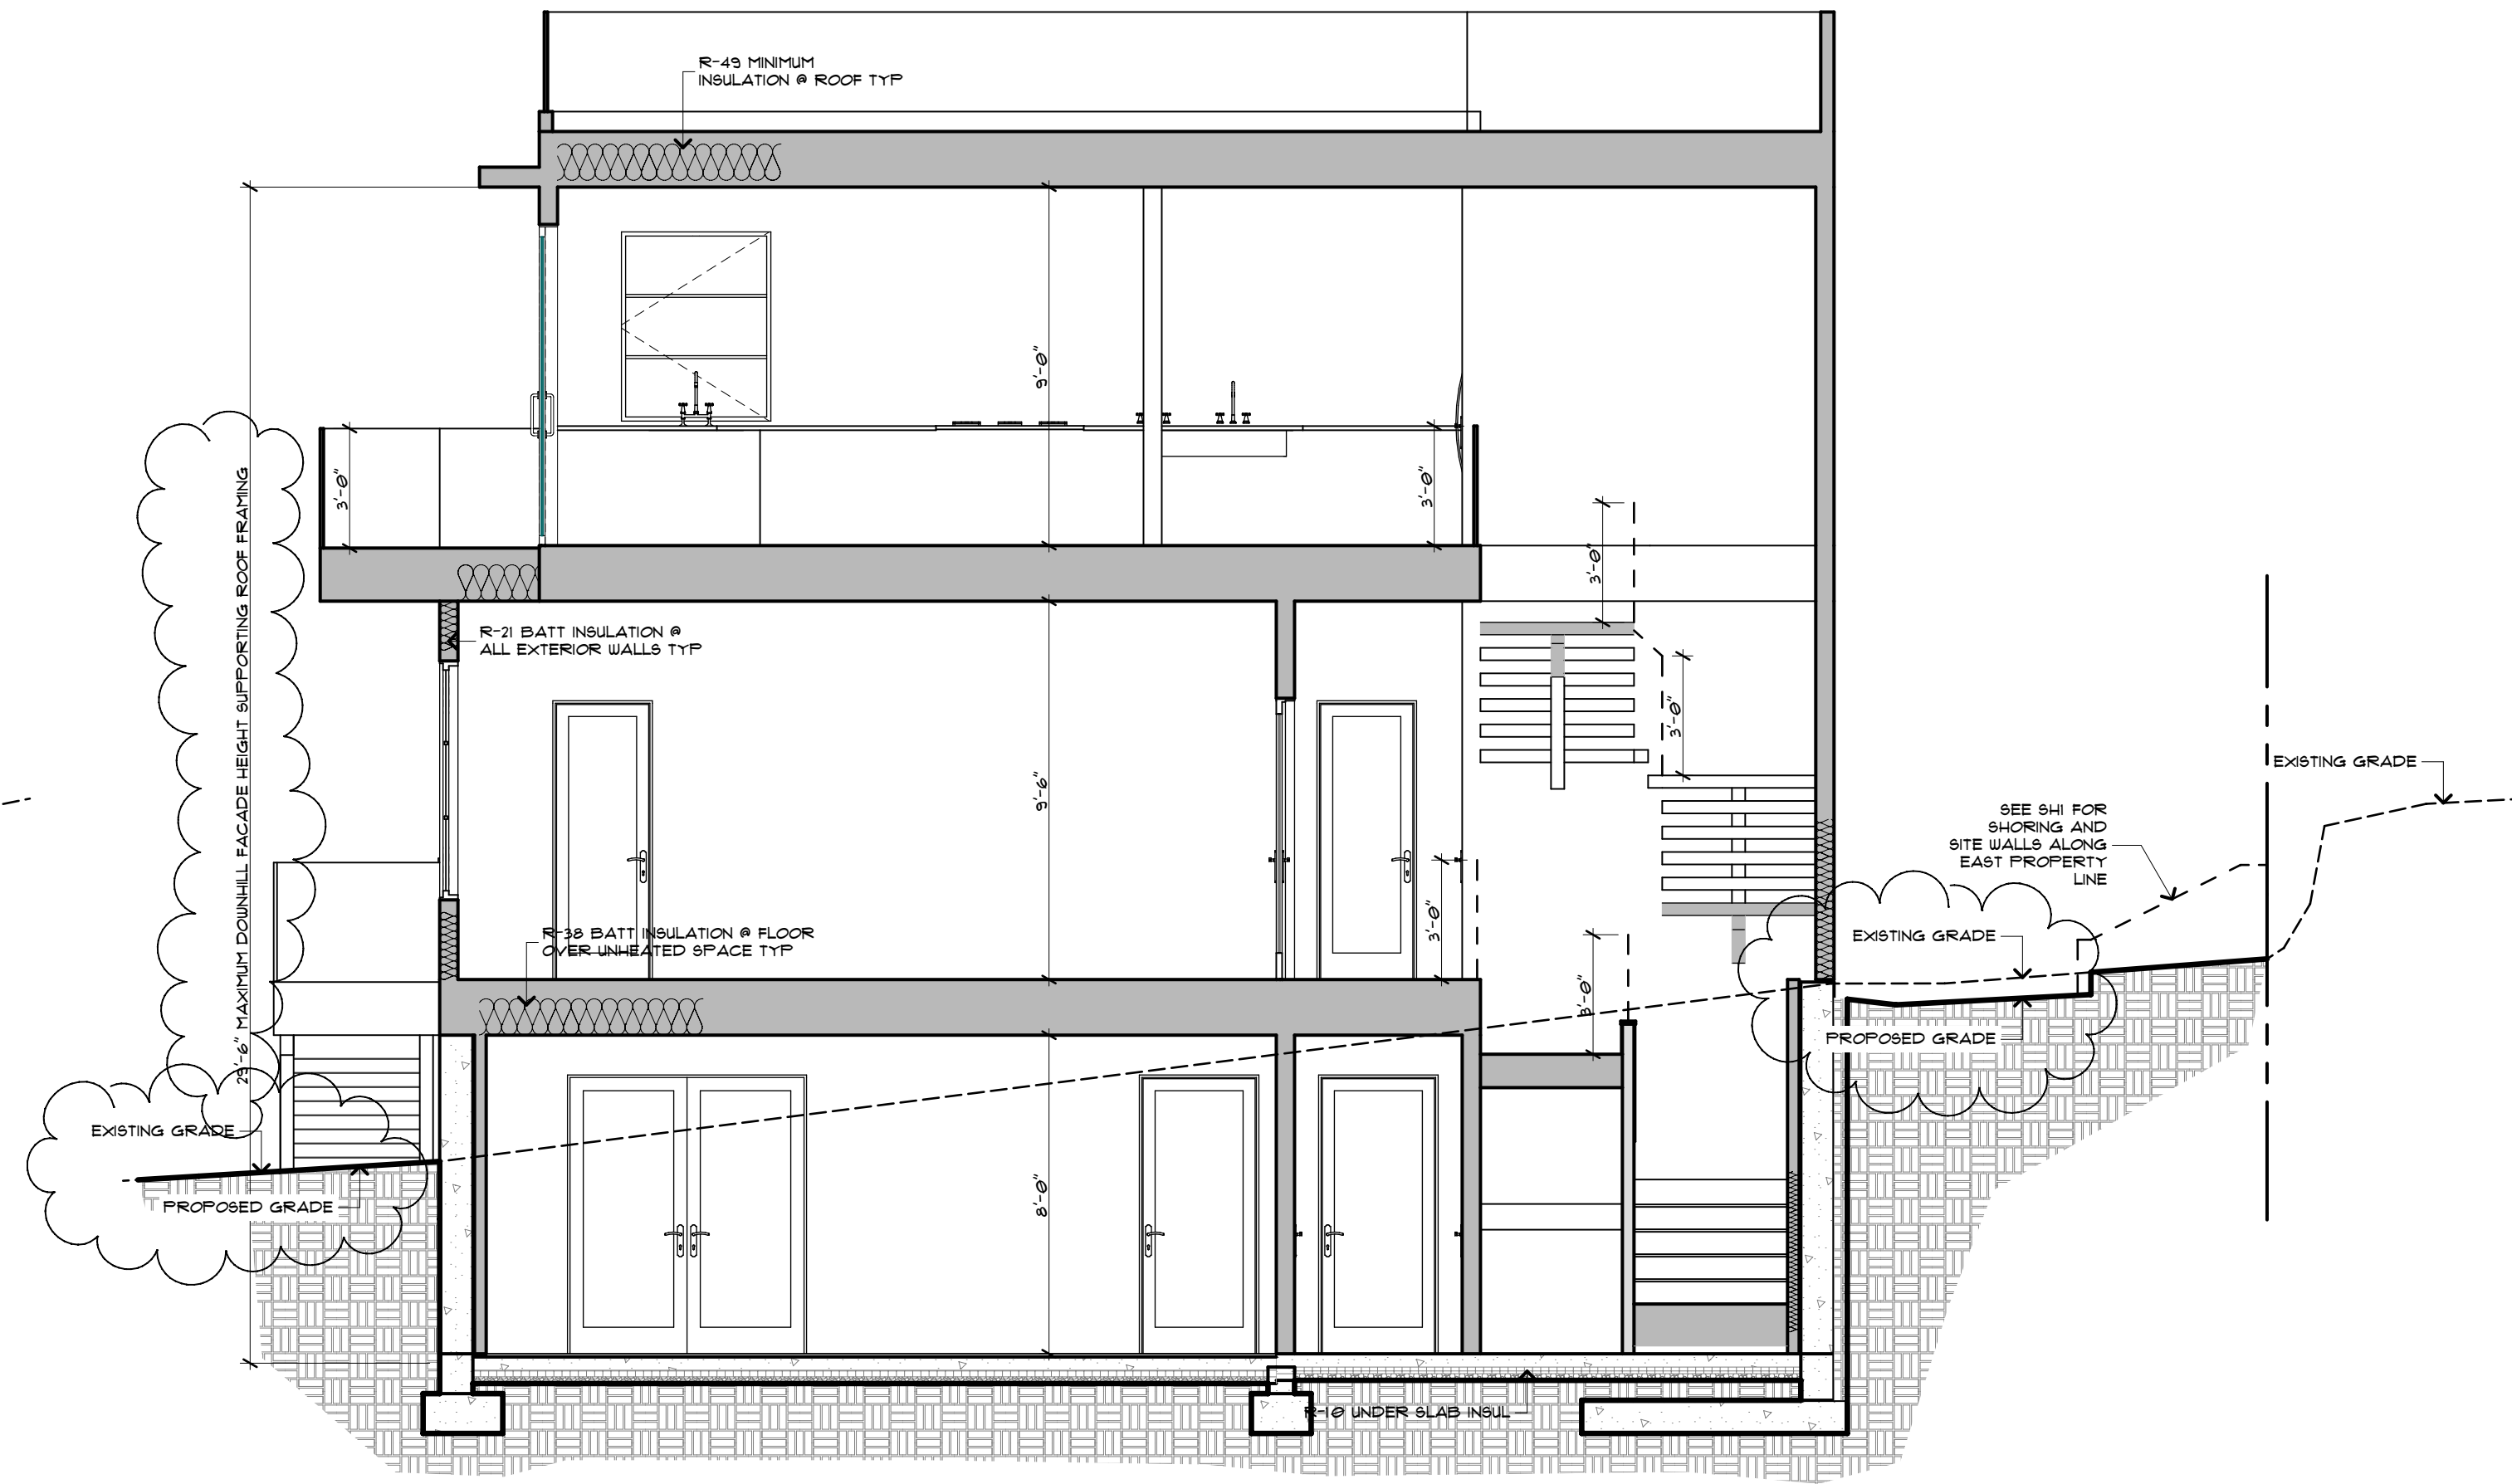 R-49 MINIMUM
INSULATION @ ROOF TYP
9'-0"
3'-0"
3'-0"
3'-0"
R-21 BATT INSULATION @
ALL EXTERIOR WALLS TYP
3'-0"
29'-6" MAXIMUM DOWNHILL FACADE HEIGHT SUPPORTING ROOF FRAMING
9'-6"
EXISTING GRADE
SEE SH1 FOR
SHORING AND
SITE WALLS ALONG
EAST PROPERTY
LINE
R-38 BATT INSULATION @ FLOOR
OVER UNHEATED SPACE TYP
3'-0"
EXISTING GRADE
3'-0"
PROPOSED GRADE
EXISTING GRADE
PROPOSED GRADE
8'-0"
R-10 UNDER SLAB INSUL